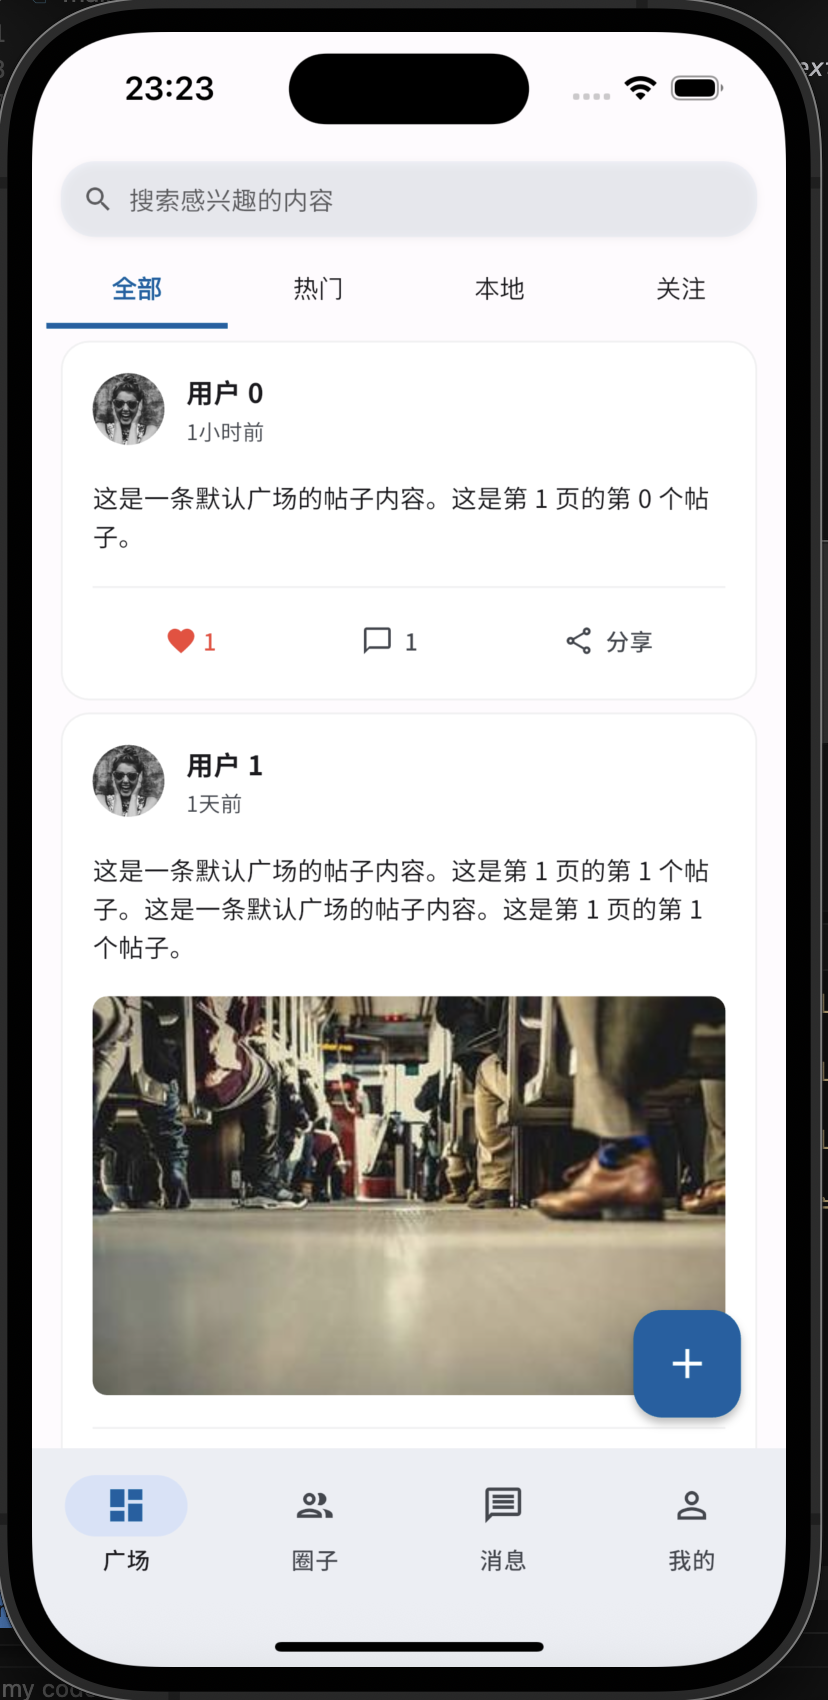 23:23
搜索感兴趣的内容
全部
热门
本地
关注
用户 0
1小时前
这是一条默认广场的帖子内容。这是第 1 页的第 0 个帖
子。
1
1
分享
用户 1
1天前
这是一条默认广场的帖子内容。这是第 1 页的第 1 个帖
子。这是一条默认广场的帖子内容。这是第 1 页的第 1
个帖子。
广场
圈子
消息
我的
my code